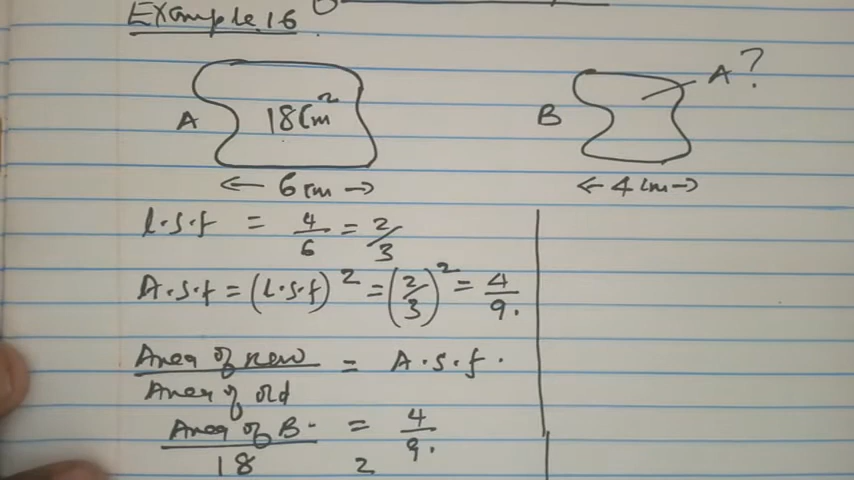 Example 16
A 18cm² B A?
← 6cm → ← 4cm →
l.s.f = 4/6 = 2/3
A.s.f = (l.s.f)² = (2/3)² = 4/9.
Area of new / Area of old = A.s.f.
Area of B. / 18 = 4/9.
2